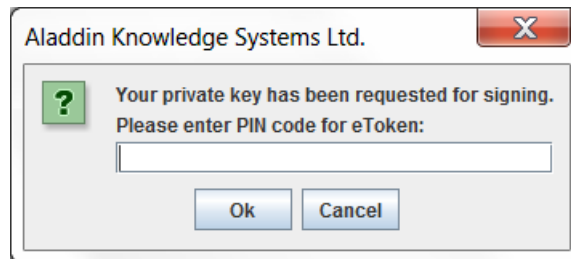 Aladdin Knowledge Systems Ltd.
X
?
Your private key has been requested for signing.
Please enter PIN code for eToken:
Ok
Cancel